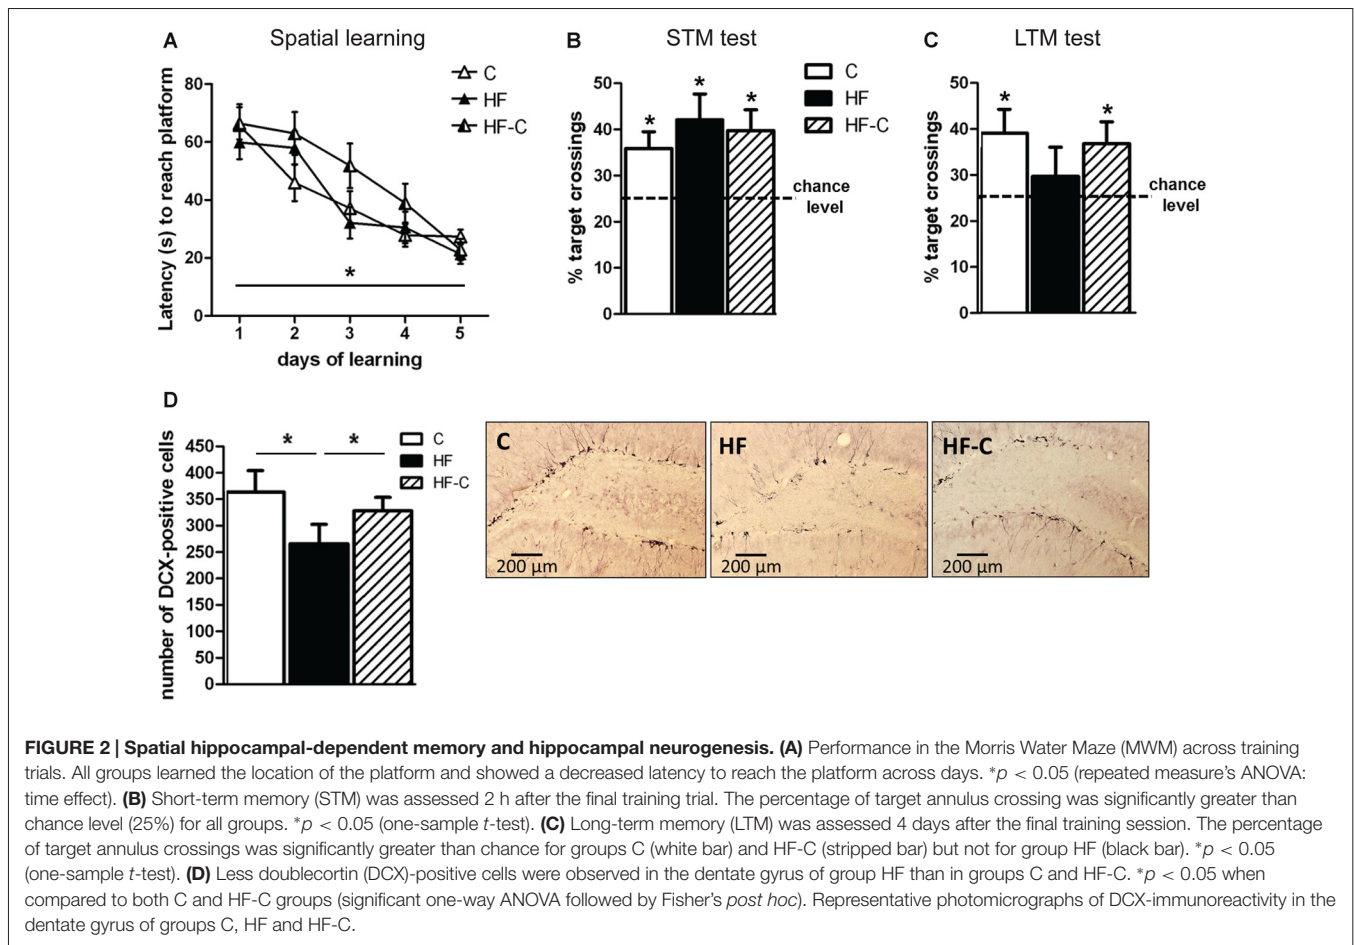 A Spatial learning
Latency (s) to reach platform
80
60
40
20
0
1 2 3 4 5
days of learning
C
HF
HF-C
*
B STM test
% target crossings
50
40
30
20
10
0
* * *
C
HF
HF-C
chance
level
C LTM test
% target crossings
50
40
30
20
10
0
* *
chance
level
D
number of DCX-positive cells
450
400
350
300
250
200
150
100
50
0
* *
C
HF
HF-C
C
200 µm
HF
200 µm
HF-C
200 µm
FIGURE 2 | Spatial hippocampal-dependent memory and hippocampal neurogenesis. (A) Performance in the Morris Water Maze (MWM) across training
trials. All groups learned the location of the platform and showed a decreased latency to reach the platform across days. *p < 0.05 (repeated measure's ANOVA:
time effect). (B) Short-term memory (STM) was assessed 2 h after the final training trial. The percentage of target annulus crossing was significantly greater than
chance level (25%) for all groups. *p < 0.05 (one-sample t-test). (C) Long-term memory (LTM) was assessed 4 days after the final training session. The percentage
of target annulus crossings was significantly greater than chance for groups C (white bar) and HF-C (stripped bar) but not for group HF (black bar). *p < 0.05
(one-sample t-test). (D) Less doublecortin (DCX)-positive cells were observed in the dentate gyrus of group HF than in groups C and HF-C. *p < 0.05 when
compared to both C and HF-C groups (significant one-way ANOVA followed by Fisher's post hoc). Representative photomicrographs of DCX-immunoreactivity in the
dentate gyrus of groups C, HF and HF-C.